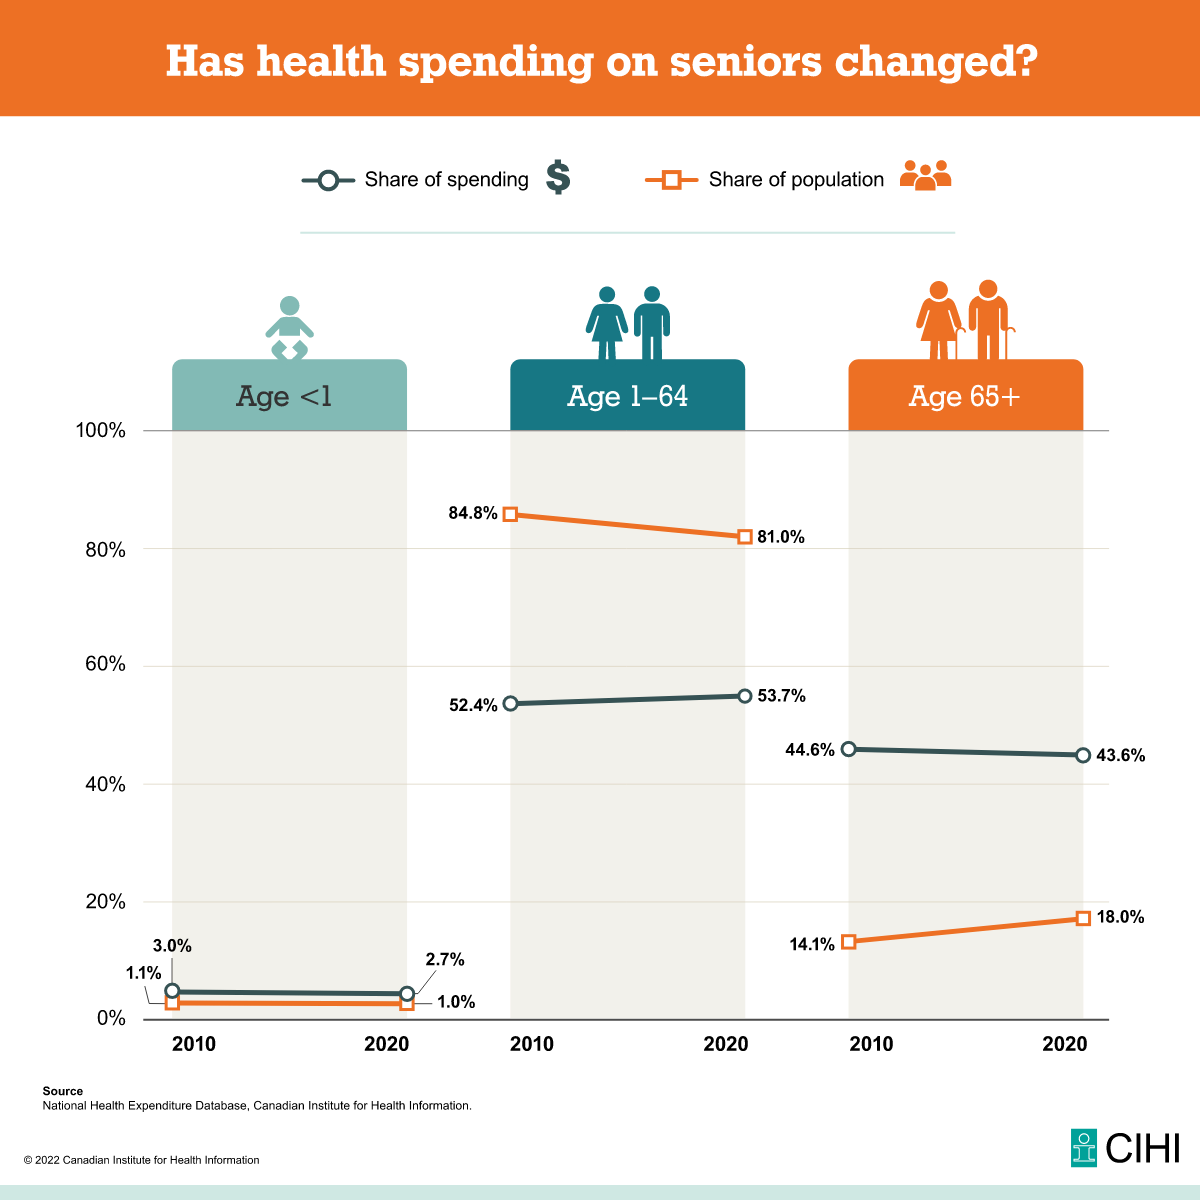 Has health spending on seniors changed?
Share of spending $
Share of population
Age <1
Age 1–64
Age 65+
100%
80%
60%
40%
20%
0%
3.0%
1.1%
2.7%
1.0%
84.8%
81.0%
52.4%
53.7%
44.6%
43.6%
14.1%
18.0%
2010 2020 2010 2020 2010 2020
Source
National Health Expenditure Database, Canadian Institute for Health Information.
© 2022 Canadian Institute for Health Information
CIHI